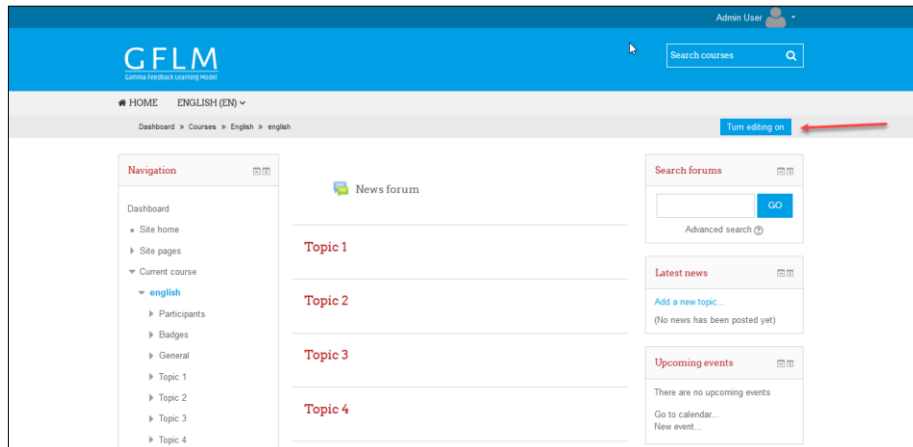 Admin User
GFLM
Gamma Feedback Learning Model
Search courses
HOME ENGLISH (EN)
Dashboard » Courses » English » english
Turn editing on
Navigation
Dashboard
Site home
Site pages
Current course
english
Participants
Badges
General
Topic 1
Topic 2
Topic 3
Topic 4
News forum
Topic 1
Topic 2
Topic 3
Topic 4
Search forums
GO
Advanced search
Latest news
Add a new topic...
(No news has been posted yet)
Upcoming events
There are no upcoming events
Go to calendar...
New event...